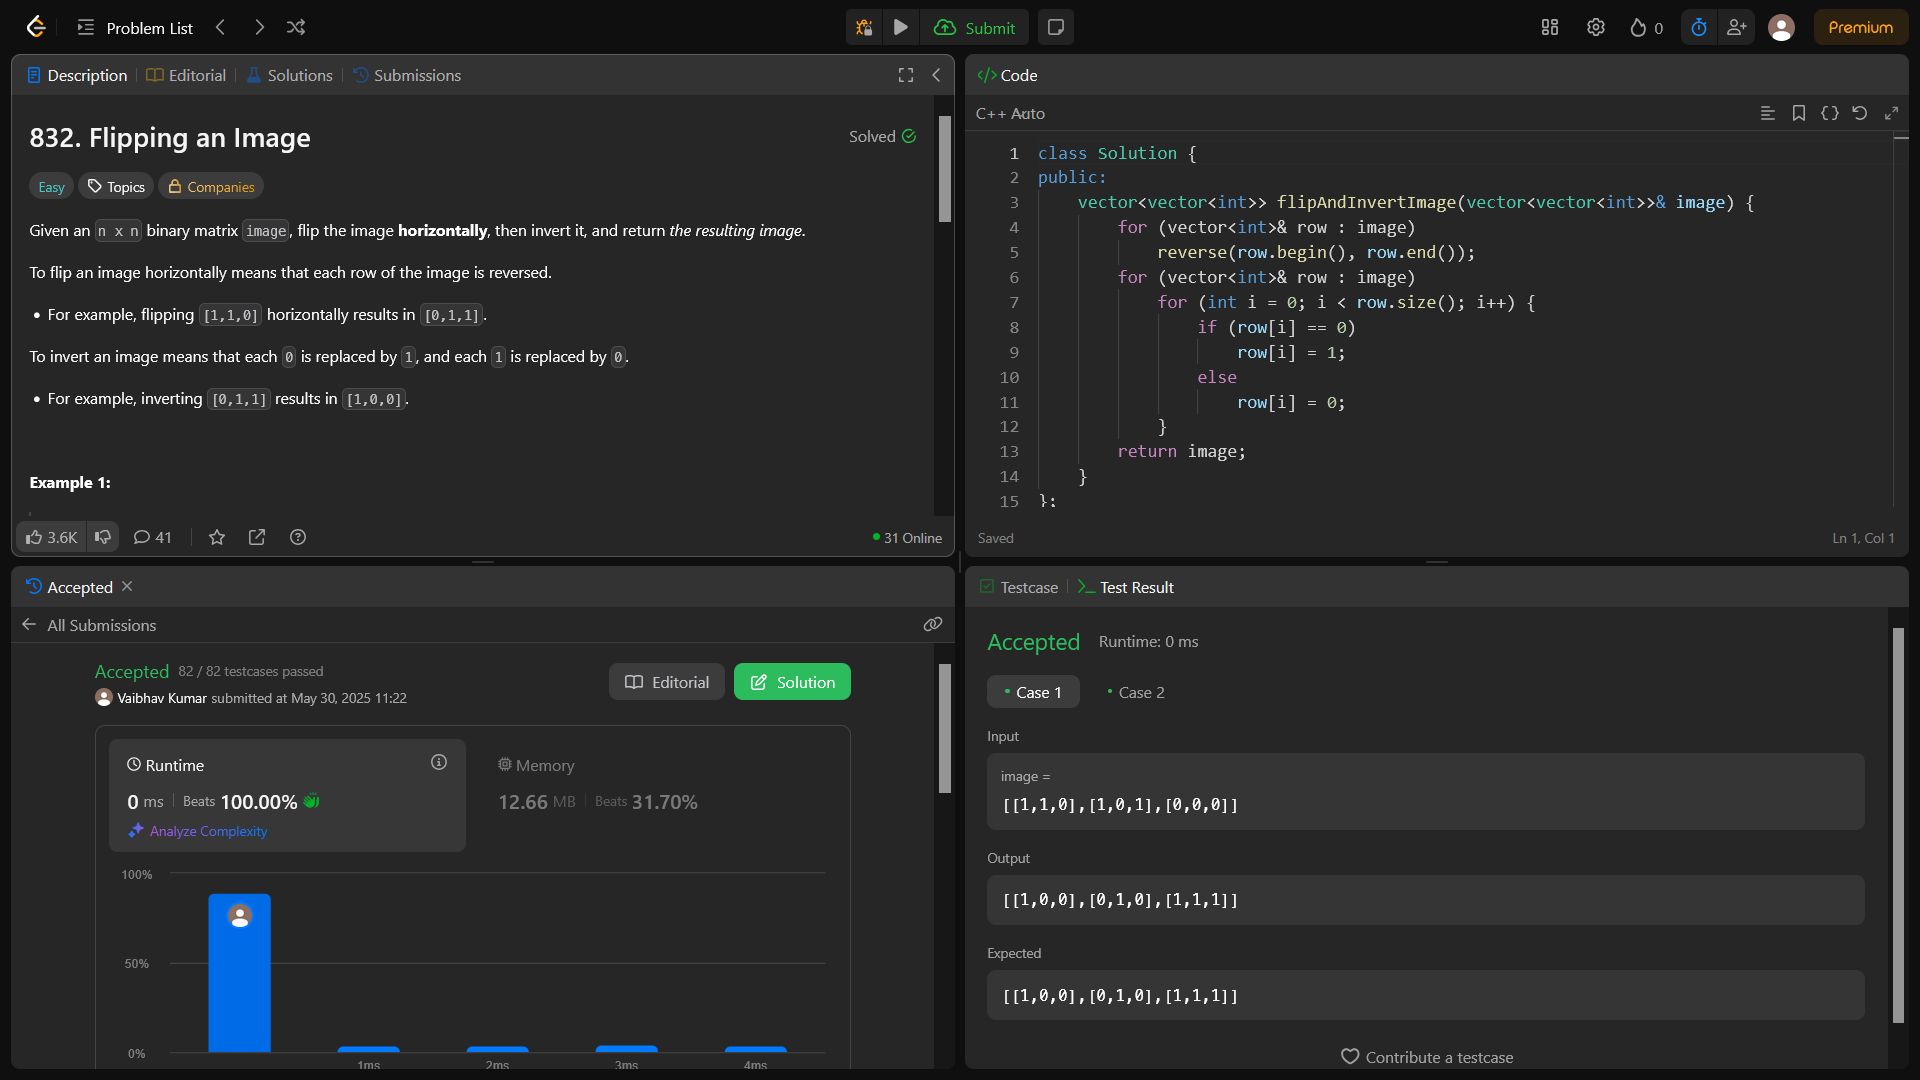 Problem List
Submit
0
Premium
Description
Editorial
Solutions
Submissions
832. Flipping an Image
Solved
Easy
Topics
Companies
Given an n x n binary matrix image, flip the image horizontally, then invert it, and return the resulting image.
To flip an image horizontally means that each row of the image is reversed.
• For example, flipping [1,1,0] horizontally results in [0,1,1].
To invert an image means that each 0 is replaced by 1, and each 1 is replaced by 0.
• For example, inverting [0,1,1] results in [1,0,0].
Example 1:
3.6K
41
31 Online
</> Code
C++ Auto
1 class Solution {
2 public:
3 vector<vector<int>> flipAndInvertImage(vector<vector<int>>& image) {
4 for (vector<int>& row : image)
5 reverse(row.begin(), row.end());
6 for (vector<int>& row : image)
7 for (int i = 0; i < row.size(); i++) {
8 if (row[i] == 0)
9 row[i] = 1;
10 else
11 row[i] = 0;
12 }
13 return image;
14 }
15 };
Saved
Ln 1, Col 1
Accepted
All Submissions
Accepted 82 / 82 testcases passed
Vaibhav Kumar submitted at May 30, 2025 11:22
Editorial
Solution
Runtime
0 ms Beats 100.00%
Analyze Complexity
Memory
12.66 MB Beats 31.70%
100%
50%
0%
1ms
2ms
3ms
4ms
Testcase
Test Result
Accepted Runtime: 0 ms
• Case 1
• Case 2
Input
image =
[[1,1,0],[1,0,1],[0,0,0]]
Output
[[1,0,0],[0,1,0],[1,1,1]]
Expected
[[1,0,0],[0,1,0],[1,1,1]]
Contribute a testcase